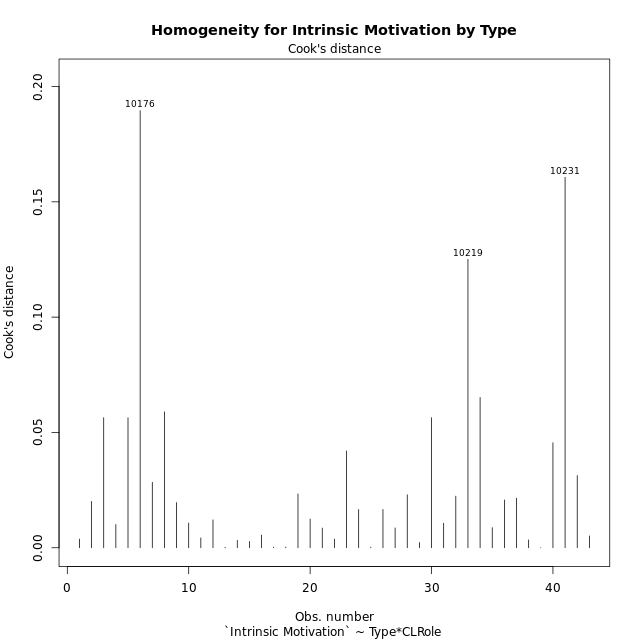 Homogeneity for Intrinsic Motivation by Type
Cook's distance
Cook's distance
0.20
0.15
0.10
0.05
0.00
10176
10231
10219
0 10 20 30 40
Obs. number
`Intrinsic Motivation` ~ Type*CLRole